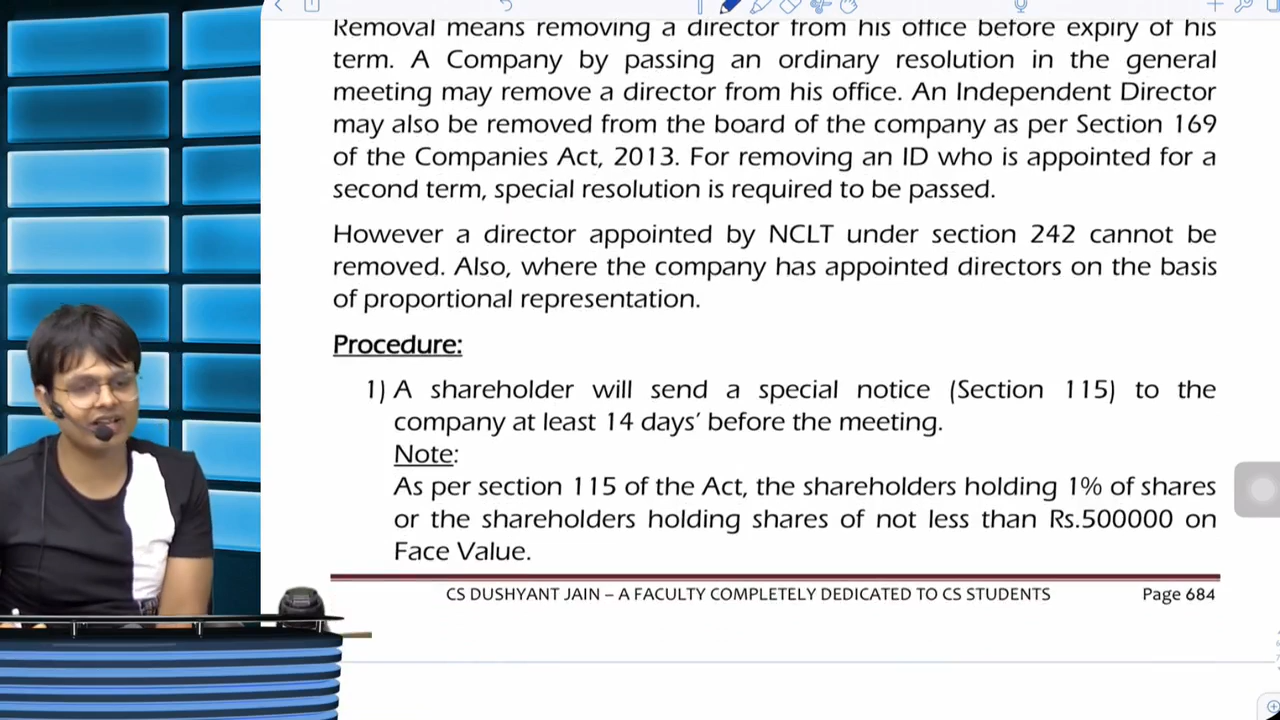 Removal means removing a director from his office before expiry of his
term. A Company by passing an ordinary resolution in the general
meeting may remove a director from his office. An Independent Director
may also be removed from the board of the company as per Section 169
of the Companies Act, 2013. For removing an ID who is appointed for a
second term, special resolution is required to be passed.
However a director appointed by NCLT under section 242 cannot be
removed. Also, where the company has appointed directors on the basis
of proportional representation.
Procedure:
1) A shareholder will send a special notice (Section 115) to the
company at least 14 days’ before the meeting.
Note:
As per section 115 of the Act, the shareholders holding 1% of shares
or the shareholders holding shares of not less than Rs.500000 on
Face Value.
CS DUSHYANT JAIN – A FACULTY COMPLETELY DEDICATED TO CS STUDENTS Page 684